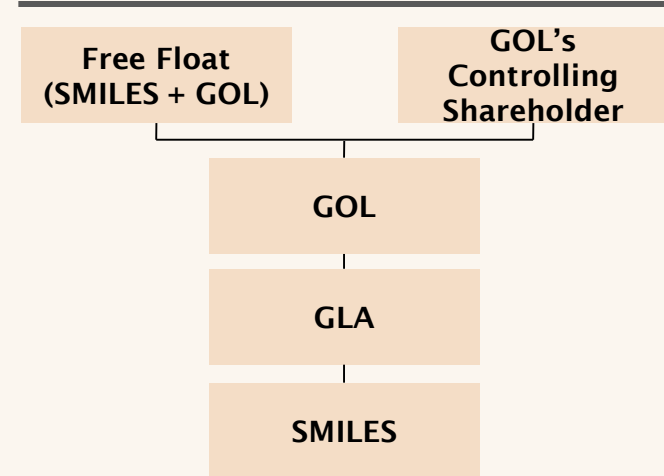 Free Float
(SMILES + GOL)
GOL's
Controlling
Shareholder
GOL
GLA
SMILES